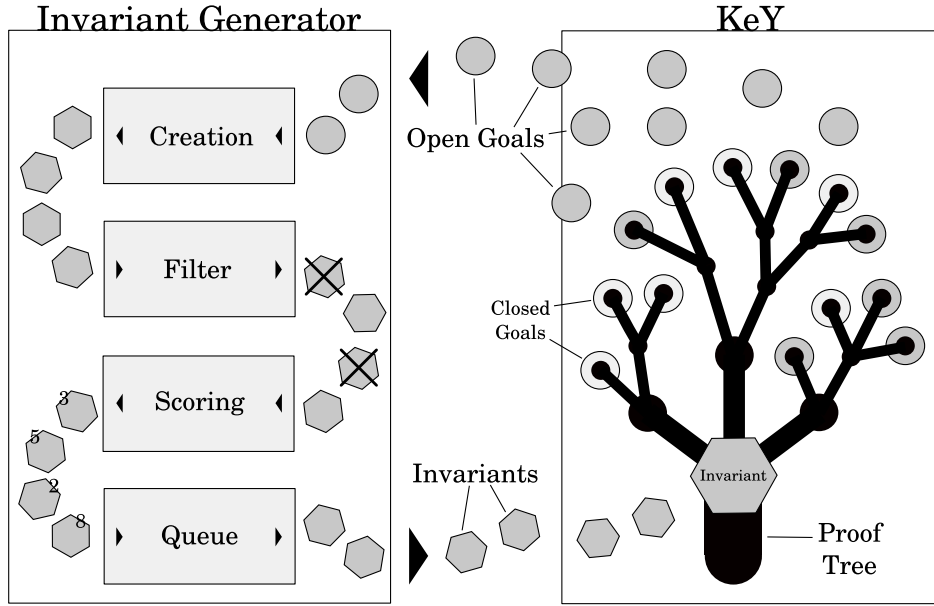 Invariant Generator
KeY
Creation
Open Goals
Filter
Closed
Goals
3
Scoring
5
2
8
Invariants
Invariant
Queue
Proof
Tree